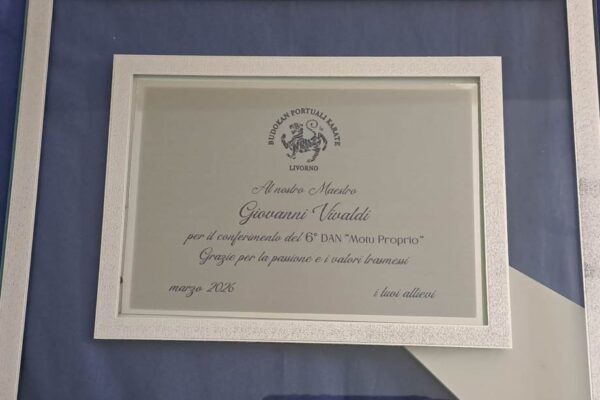 BUDOKAN PORTUALI KARATE
LIVORNO
Al nostro Maestro
Giovanni Vivaldi
per il conferimento del 6° DAN "Motu Proprio"
Grazie per la passione e i valori trasmessi
marzo 2026
i tuoi allievi